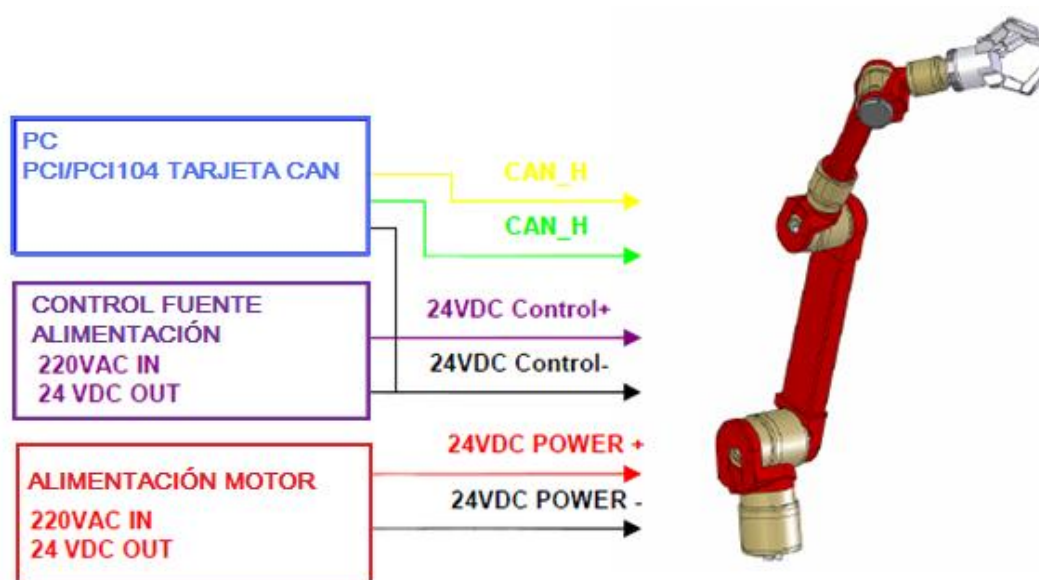 PC
PCI/PCI104 TARJETA CAN
CAN_H
CAN_H
CONTROL FUENTE
ALIMENTACIÓN
220VAC IN
24 VDC OUT
24VDC Control+
24VDC Control-
ALIMENTACIÓN MOTOR
220VAC IN
24 VDC OUT
24VDC POWER +
24VDC POWER -